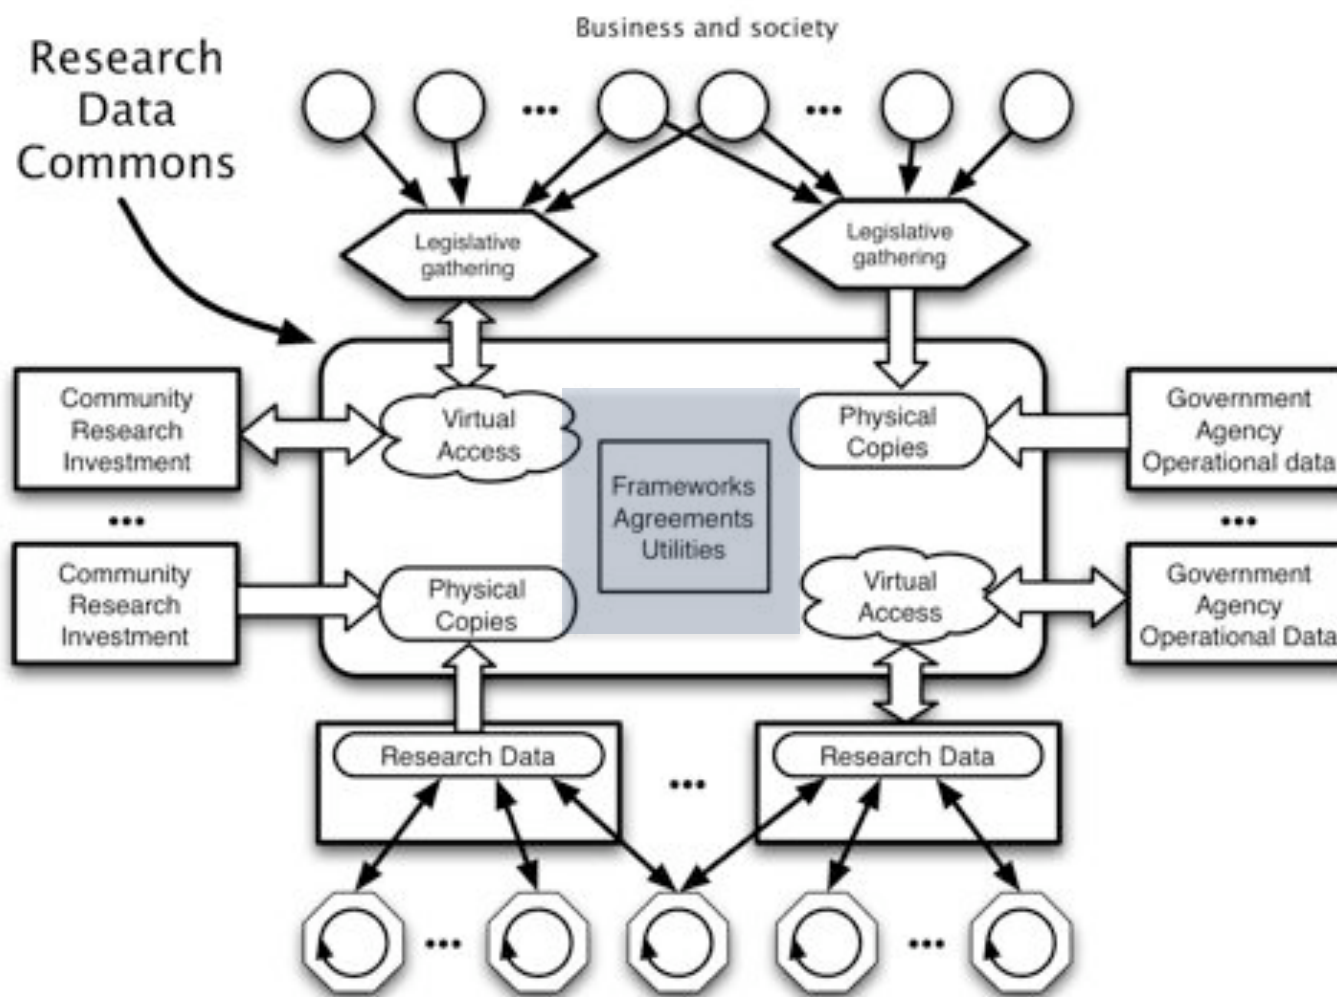 Business and society
Research
Data
Commons
Legislative
gathering
Legislative
gathering
Community
Research
Investment
Virtual
Access
Frameworks
Agreements
Utilities
Physical
Copies
Government
Agency
Operational data
Community
Research
Investment
Physical
Copies
Virtual
Access
Government
Agency
Operational Data
Research Data
Research Data